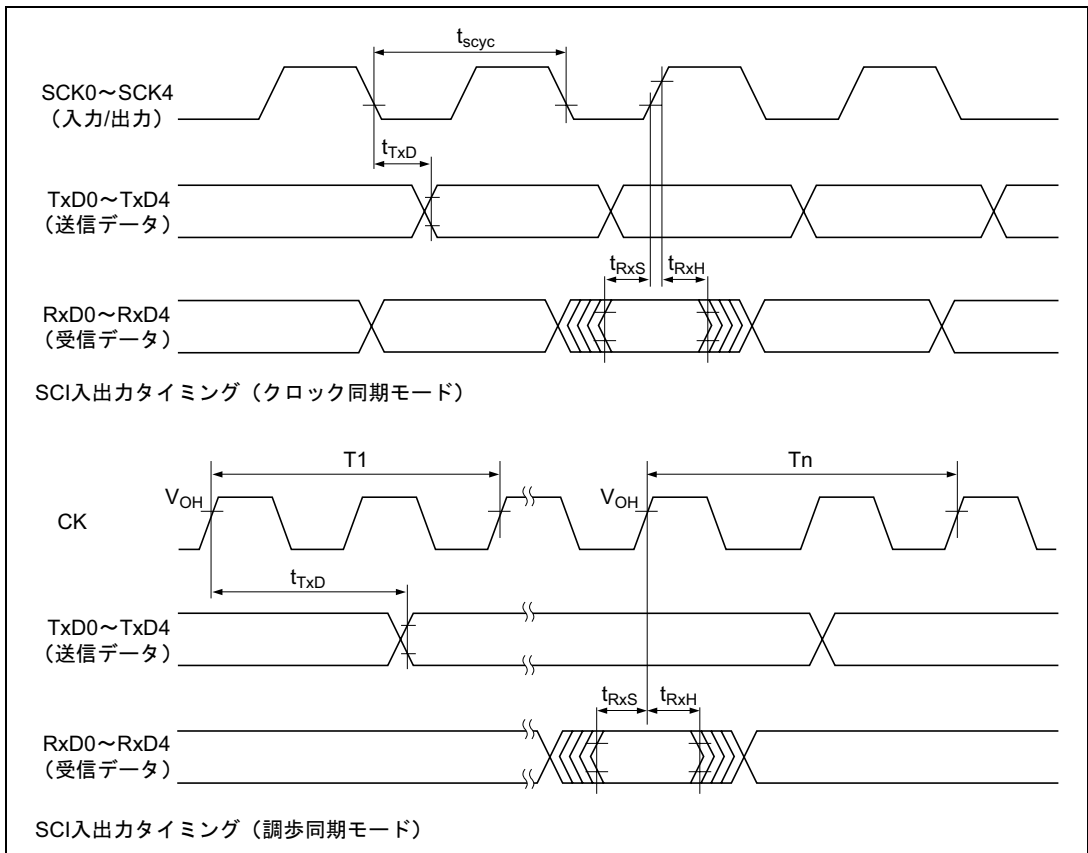 tscyc
SCK0～SCK4
（入力/出力）
tTxD
TxD0～TxD4
（送信データ）
tRxS tRxH
RxD0～RxD4
（受信データ）
SCI入出力タイミング（クロック同期モード）
T1 Tn
VOH VOH
CK
tTxD
TxD0～TxD4
（送信データ）
tRxS tRxH
RxD0～RxD4
（受信データ）
SCI入出力タイミング（調歩同期モード）